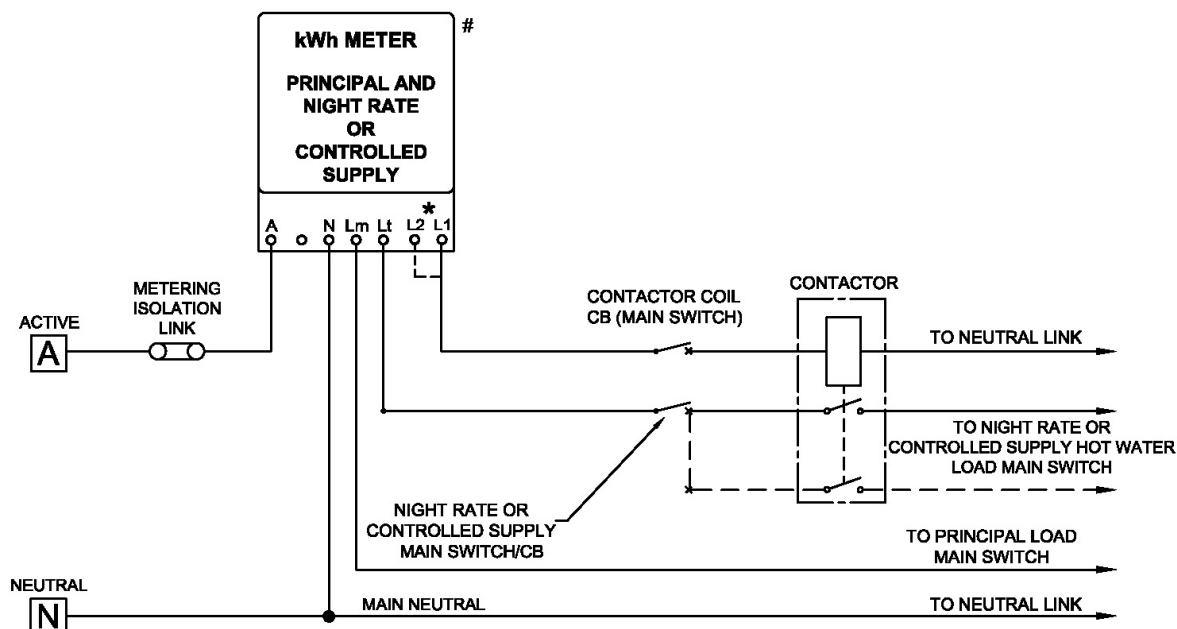 kWh METER
#
PRINCIPAL AND
NIGHT RATE
OR
CONTROLLED
SUPPLY
*
A N Lm Lt L2 L1
METERING
ISOLATION
LINK
ACTIVE
A
CONTACTOR COIL
CB (MAIN SWITCH)
CONTACTOR
TO NEUTRAL LINK
TO NIGHT RATE OR
CONTROLLED SUPPLY HOT WATER
LOAD MAIN SWITCH
NIGHT RATE OR
CONTROLLED SUPPLY
MAIN SWITCH/CB
TO PRINCIPAL LOAD
MAIN SWITCH
NEUTRAL
N
MAIN NEUTRAL
TO NEUTRAL LINK